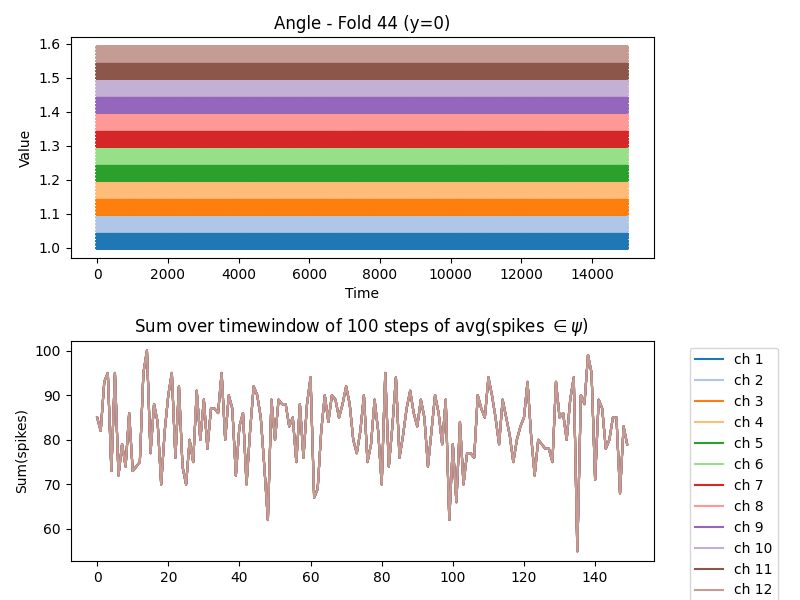 Angle - Fold 44 (y=0)
Value
1.6
1.5
1.4
1.3
1.2
1.1
1.0
0 2000 4000 6000 8000 10000 12000 14000
Time
Sum over timewindow of 100 steps of avg(spikes ∈ ψ)
Sum(spikes)
100
90
80
70
60
0 20 40 60 80 100 120 140
ch 1
ch 2
ch 3
ch 4
ch 5
ch 6
ch 7
ch 8
ch 9
ch 10
ch 11
ch 12